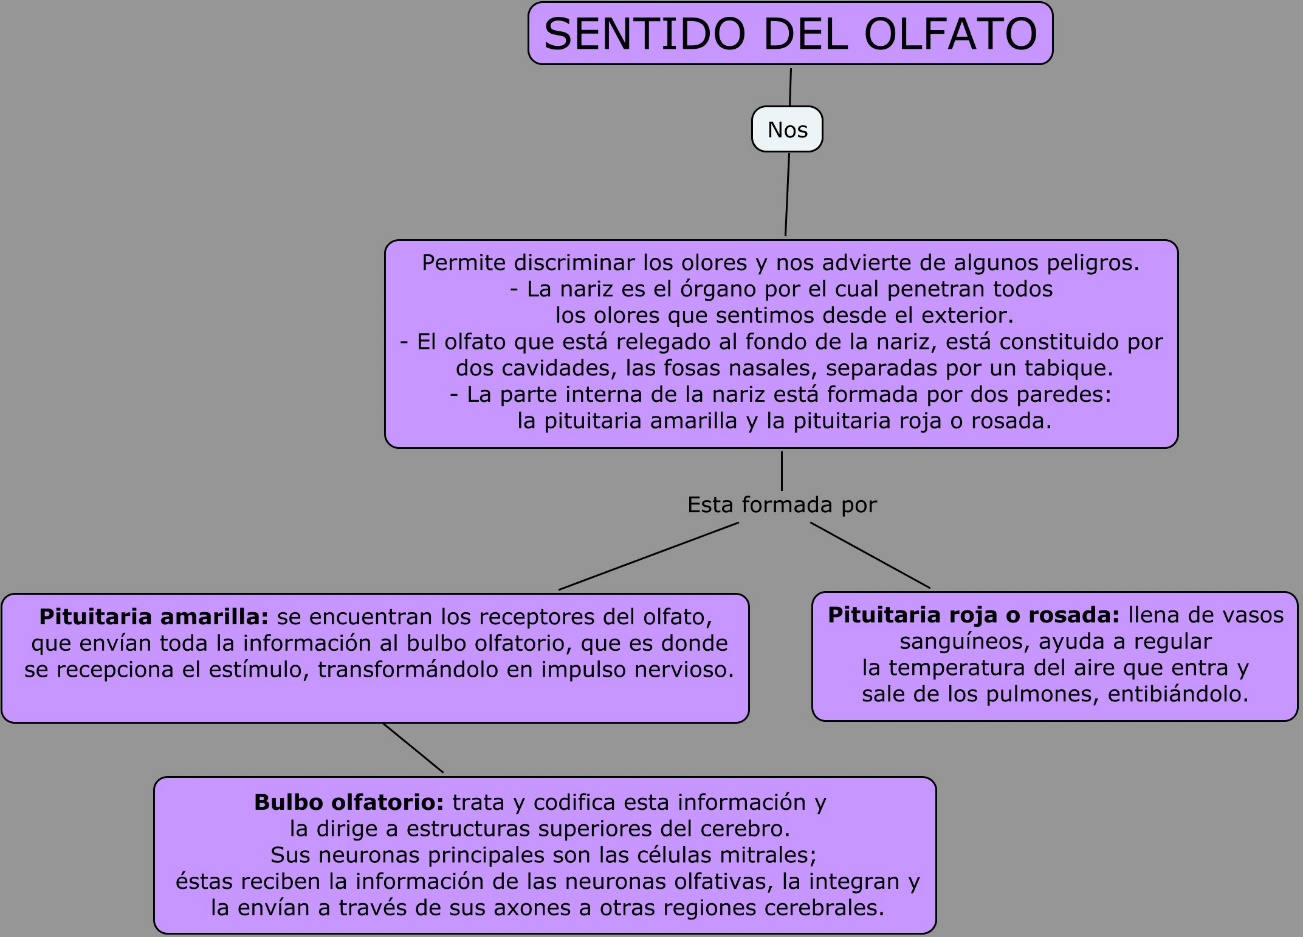 SENTIDO DEL OLFATO
Nos
Permite discriminar los olores y nos advierte de algunos peligros.
- La nariz es el órgano por el cual penetran todos
los olores que sentimos desde el exterior.
- El olfato que está relegado al fondo de la nariz, está constituido por
dos cavidades, las fosas nasales, separadas por un tabique.
- La parte interna de la nariz está formada por dos paredes:
la pituitaria amarilla y la pituitaria roja o rosada.
Esta formada por
Pituitaria amarilla: se encuentran los receptores del olfato,
que envían toda la información al bulbo olfatorio, que es donde
se recepciona el estímulo, transformándolo en impulso nervioso.
Pituitaria roja o rosada: llena de vasos
sanguíneos, ayuda a regular
la temperatura del aire que entra y
sale de los pulmones, entibiándolo.
Bulbo olfatorio: trata y codifica esta información y
la dirige a estructuras superiores del cerebro.
Sus neuronas principales son las células mitrales;
éstas reciben la información de las neuronas olfativas, la integran y
la envían a través de sus axones a otras regiones cerebrales.